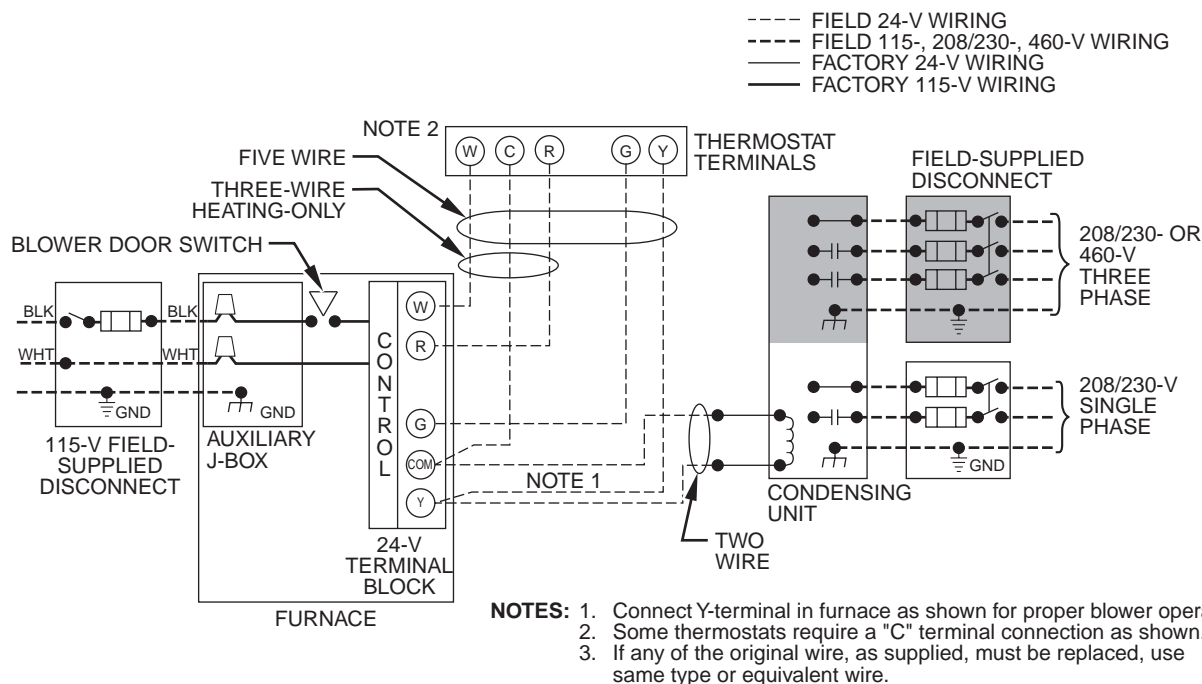 FIELD 24-V WIRING
FIELD 115-, 208/230-, 460-V WIRING
FACTORY 24-V WIRING
FACTORY 115-V WIRING
NOTE 2
W C R G Y
THERMOSTAT
TERMINALS
FIVE WIRE
THREE-WIRE
HEATING-ONLY
BLOWER DOOR SWITCH
FIELD-SUPPLIED
DISCONNECT
208/230- OR
460-V
THREE
PHASE
BLK
BLK
WHT
WHT
GND
GND
115-V FIELD-
SUPPLIED
DISCONNECT
AUXILIARY
J-BOX
CONTROL
W
R
G
COM
Y
NOTE 1
24-V
TERMINAL
BLOCK
FURNACE
TWO
WIRE
CONDENSING
UNIT
208/230-V
SINGLE
PHASE
GND
NOTES: 1. Connect Y-terminal in furnace as shown for proper blower
2. Some thermostats require a "C" terminal connection as shown.
3. If any of the original wire, as supplied, must be replaced, use
same type or equivalent wire.